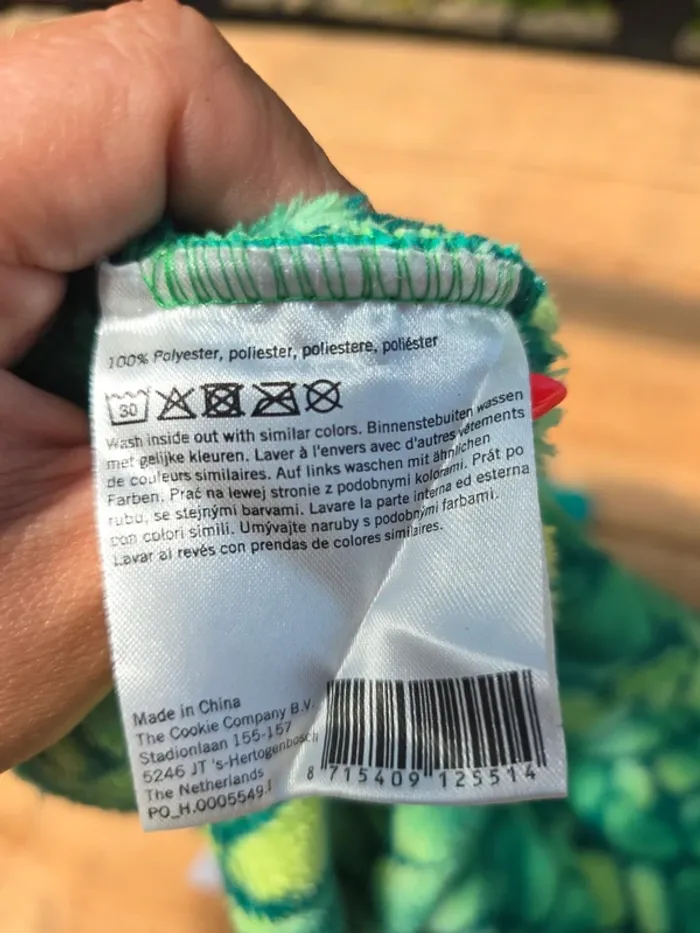 100% Polyester, poliester, poliestere, poliéster
30
Wash inside out with similar colors. Binnenstebuiten wassen
met gelijke kleuren. Laver à l'envers avec d'autres vêtements
de couleurs similaires. Auf links waschen mit ähnlichen
Farben. Prać na lewej stronie z podobnymi kolorami. Prát po
rubu, se stejnými barvami. Lavare la parte interna ed esterna
con colori simili. Umývajte naruby s podobnými farbami.
Lavar al revés con prendas de colores similaires.
Made in China
The Cookie Company B.V.
Stadionlaan 155-157
5246 JT 's-Hertogenbosch
The Netherlands
PO_H.0005549.1
8 715409 125514